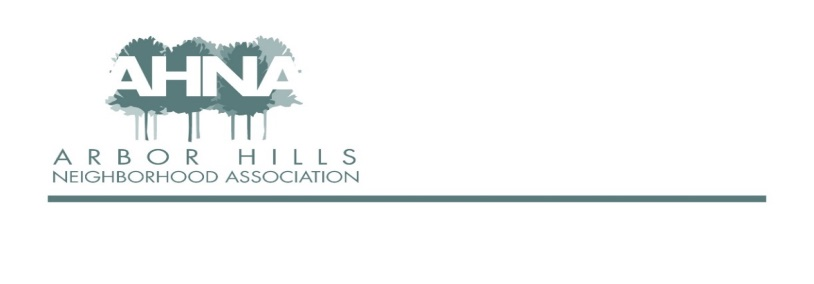 AHNA
ARBOR HILLS
NEIGHBORHOOD ASSOCIATION